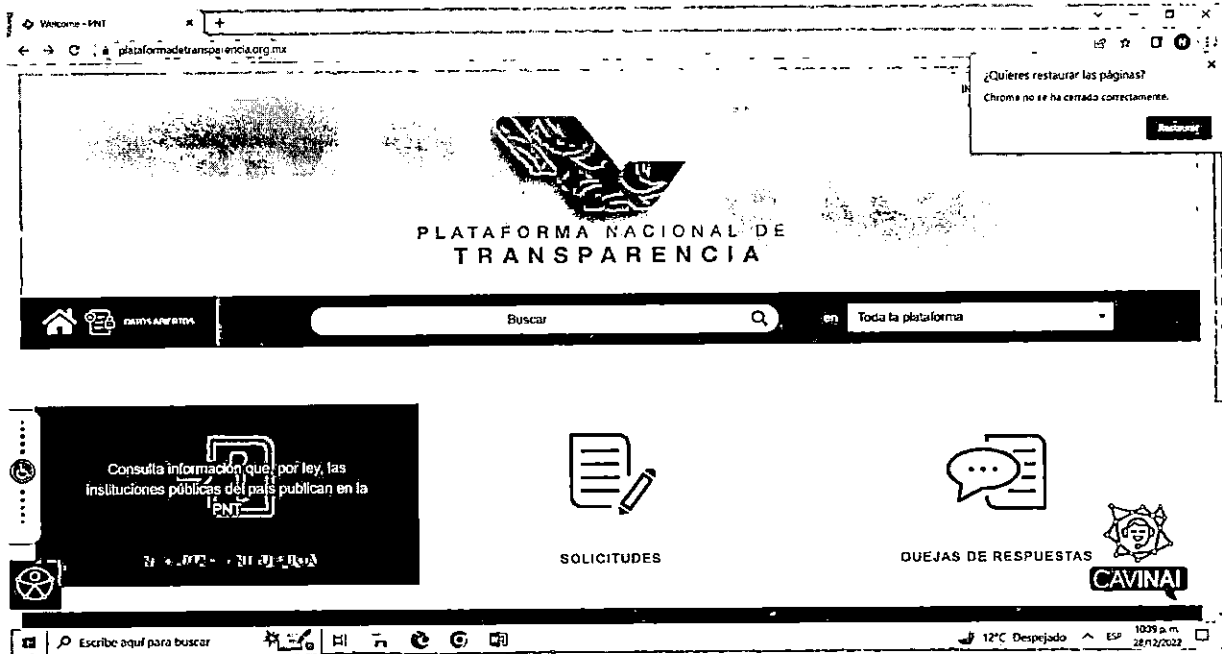 Welcome - PNT
plataformadetransparencia.org.mx
¿Quieres restaurar las páginas?
Chrome no se ha cerrado correctamente.
Restaurar
PLATAFORMA NACIONAL DE
TRANSPARENCIA
DATOS ABIERTOS
Buscar
en
Toda la plataforma
Consulta información que, por ley, las
instituciones públicas del país publican en la
PNT
SOLICITUDES
QUEJAS DE RESPUESTAS
CAVINAI
Escribe aquí para buscar
12°C Despejado
ESP
10:39 p. m.
28/12/2022